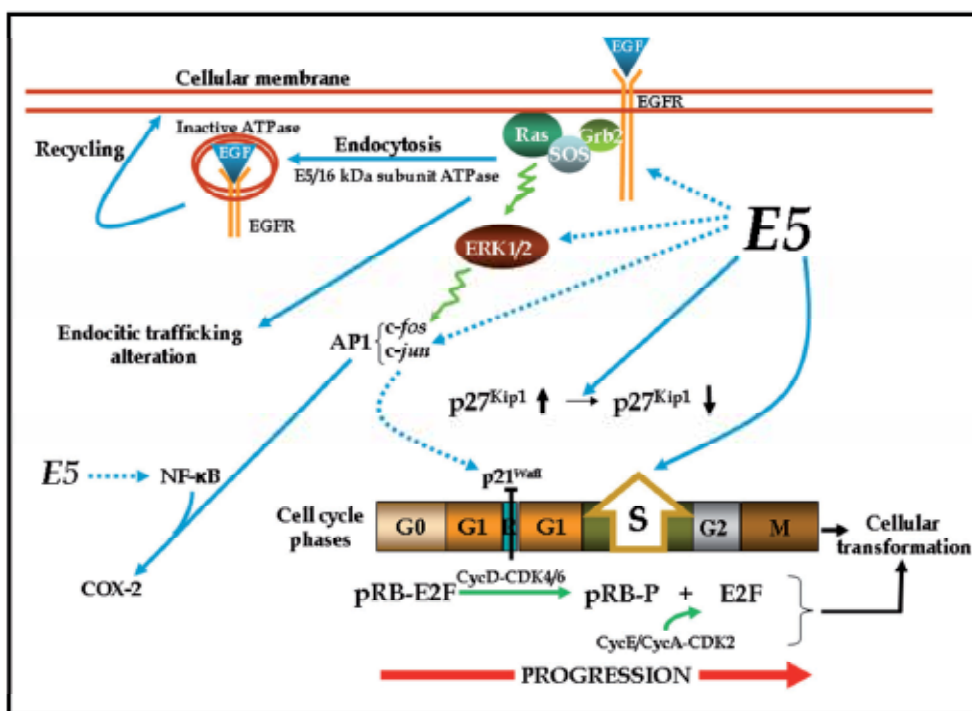 EGF
Cellular membrane
EGFR
Inactive ATPase
Ras
SOS
Grb2
Recycling
EGF
Endocytosis
E5/16 kDa subunit ATPase
EGFR
E5
ERK1/2
Endocitic trafficking
alteration
AP1 { c-fos
c-jun
p27Kip1 p27Kip1
E5
NF-κB
p21Waf1
Cell cycle
phases
G0 G1 R G1 S G2 M
Cellular
transformation
COX-2
pRB-E2F CycD-CDK4/6 pRB-P + E2F
CycE/CycA-CDK2
PROGRESSION